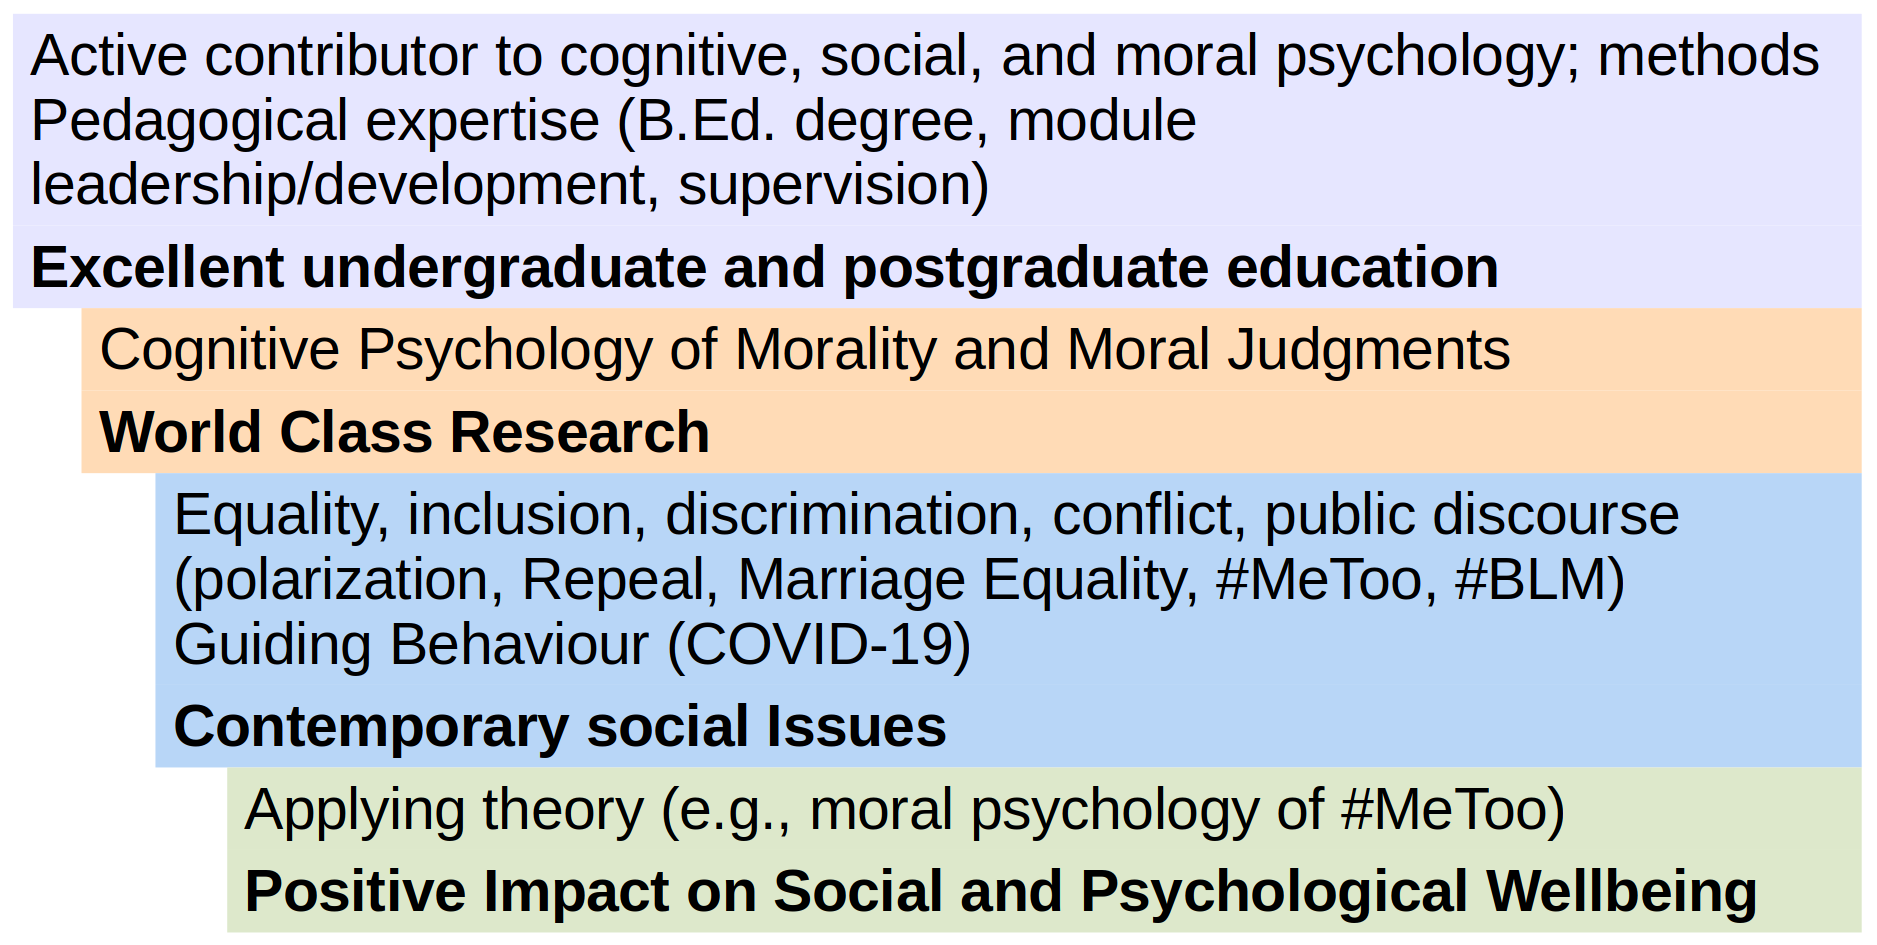 Active contributor to cognitive, social, and moral psychology; methods
Pedagogical expertise (B.Ed. degree, module
leadership/development, supervision)
Excellent undergraduate and postgraduate education
Cognitive Psychology of Morality and Moral Judgments
World Class Research
Equality, inclusion, discrimination, conflict, public discourse
(polarization, Repeal, Marriage Equality, #MeToo, #BLM)
Guiding Behaviour (COVID-19)
Contemporary social Issues
Applying theory (e.g., moral psychology of #MeToo)
Positive Impact on Social and Psychological Wellbeing